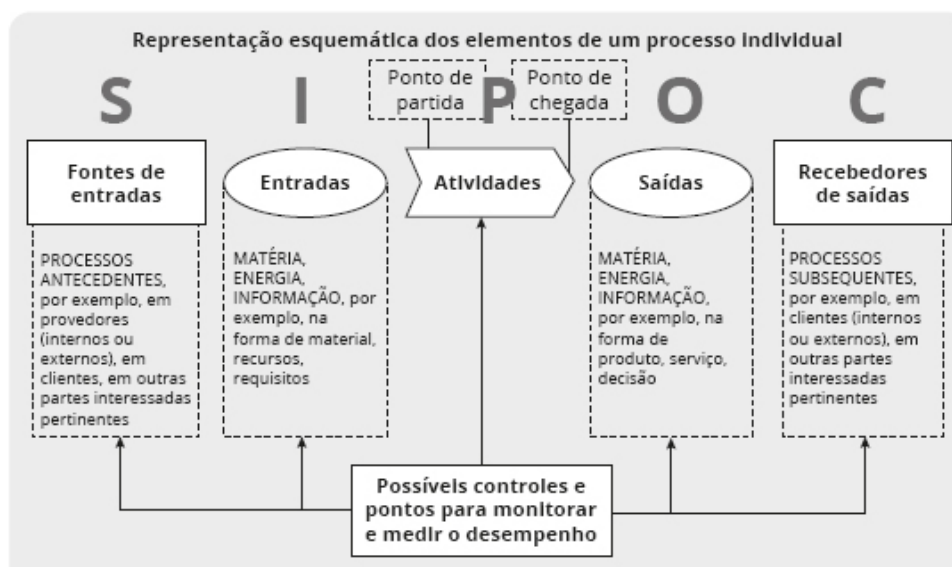 Representação esquemática dos elementos de um processo individual
S I P O C
Ponto de
partida
Ponto de
chegada
Fontes de
entradas
Entradas
Atividades
Saídas
Recebedores
de saídas
PROCESSOS
ANTECEDENTES,
por exemplo, em
provedores
(internos ou
externos), em
clientes, em outras
partes interessadas
pertinentes
MATÉRIA,
ENERGIA,
INFORMAÇÃO, por
exemplo, na
forma de material,
recursos,
requisitos
MATÉRIA,
ENERGIA,
INFORMAÇÃO,
por exemplo, na
forma de
produto, serviço,
decisão
PROCESSOS
SUBSEQUENTES,
por exemplo, em
clientes (internos
ou externos), em
outras partes
interessadas
pertinentes
Possíveis controles e
pontos para monitorar
e medir o desempenho